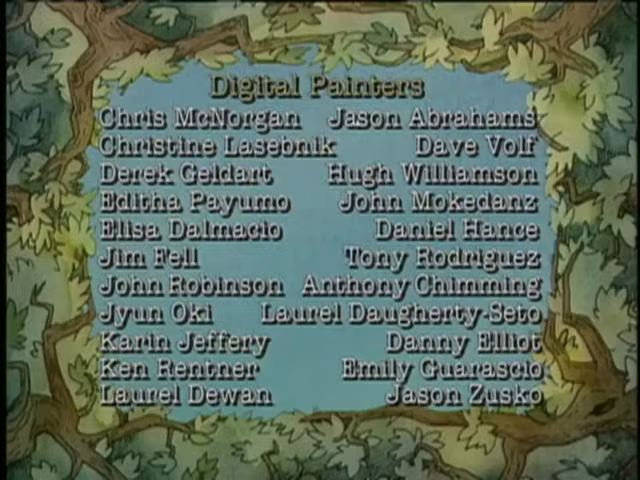 Digital Painters
Chris McNorgan Jason Abrahams
Christine Lasebnik Dave Volf
Derek Geldart Hugh Williamson
Editha Payumo John Mokedanz
Elisa Dalmacio Daniel Hance
Jim Fell Tony Rodriguez
John Robinson Anthony Chimming
Jyun Oki Laurel Daugherty-Seto
Karin Jeffery Danny Elliot
Ken Rentner Emily Guarascio
Laurel Dewan Jason Zusko